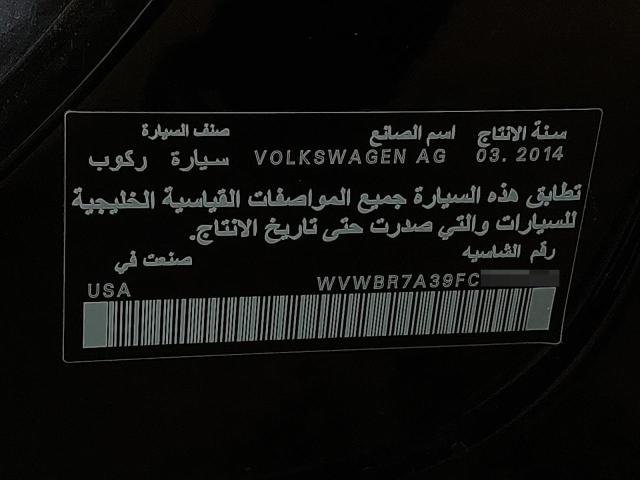 سنة الانتاج اسم الصانع صنف السيارة
03. 2014 VOLKSWAGEN AG سيارة ركوب
تطابق هذه السيارة جميع المواصفات القياسية الخليجية
للسيارات والتي صدرت حتى تاريخ الانتاج.
رقم الشاسيه صنعت في
WVWBR7A39FC USA